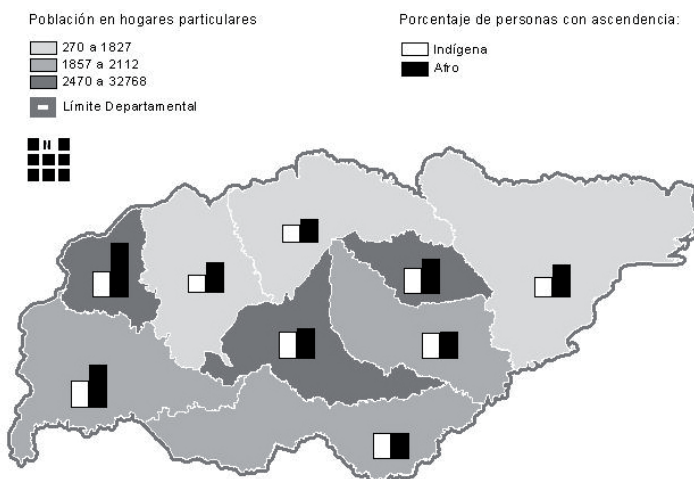 Población en hogares particulares
270 a 1827
1857 a 2112
2470 a 32768
Límite Departamental
Porcentaje de personas con ascendencia:
Indígena
Afro
N